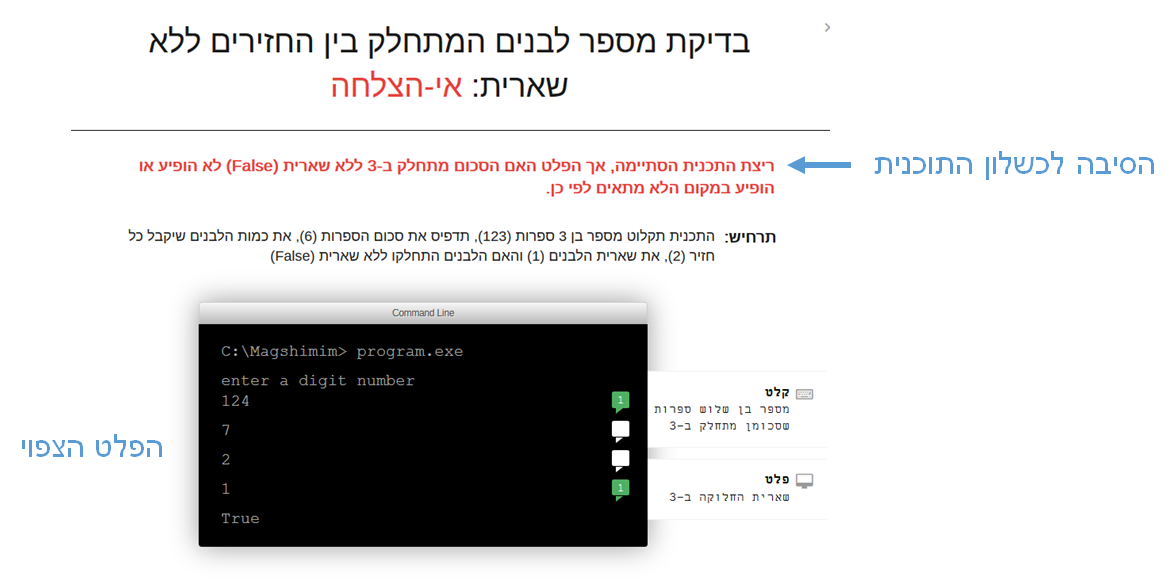 בדיקת מספר לבנים המתחלק בין החזירים ללא
שארית: אי-הצלחה
ריצת התכנית הסתיימה, אך הפלט האם הסכום מתחלק ב-3 ללא שארית (False) לא הופיע או
הופיע במקום הלא מתאים לפי כן.
הסיבה לכשלון התוכנית
תרחיש: התכנית תקלוט מספר בן 3 ספרות (123), תדפיס את סכום הספרות (6), את כמות הלבנים שיקבל כל
חזיר (2), את שארית הלבנים (1) והאם הלבנים התחלקו ללא שארית (False)
Command Line
C:\Magshimim> program.exe
enter a digit number
124
1
7
2
1
1
True
קלט
מספר בן שלוש ספרות
שסכומן מתחלק ב-3
פלט
שארית החלוקה ב-3
הפלט הצפוי